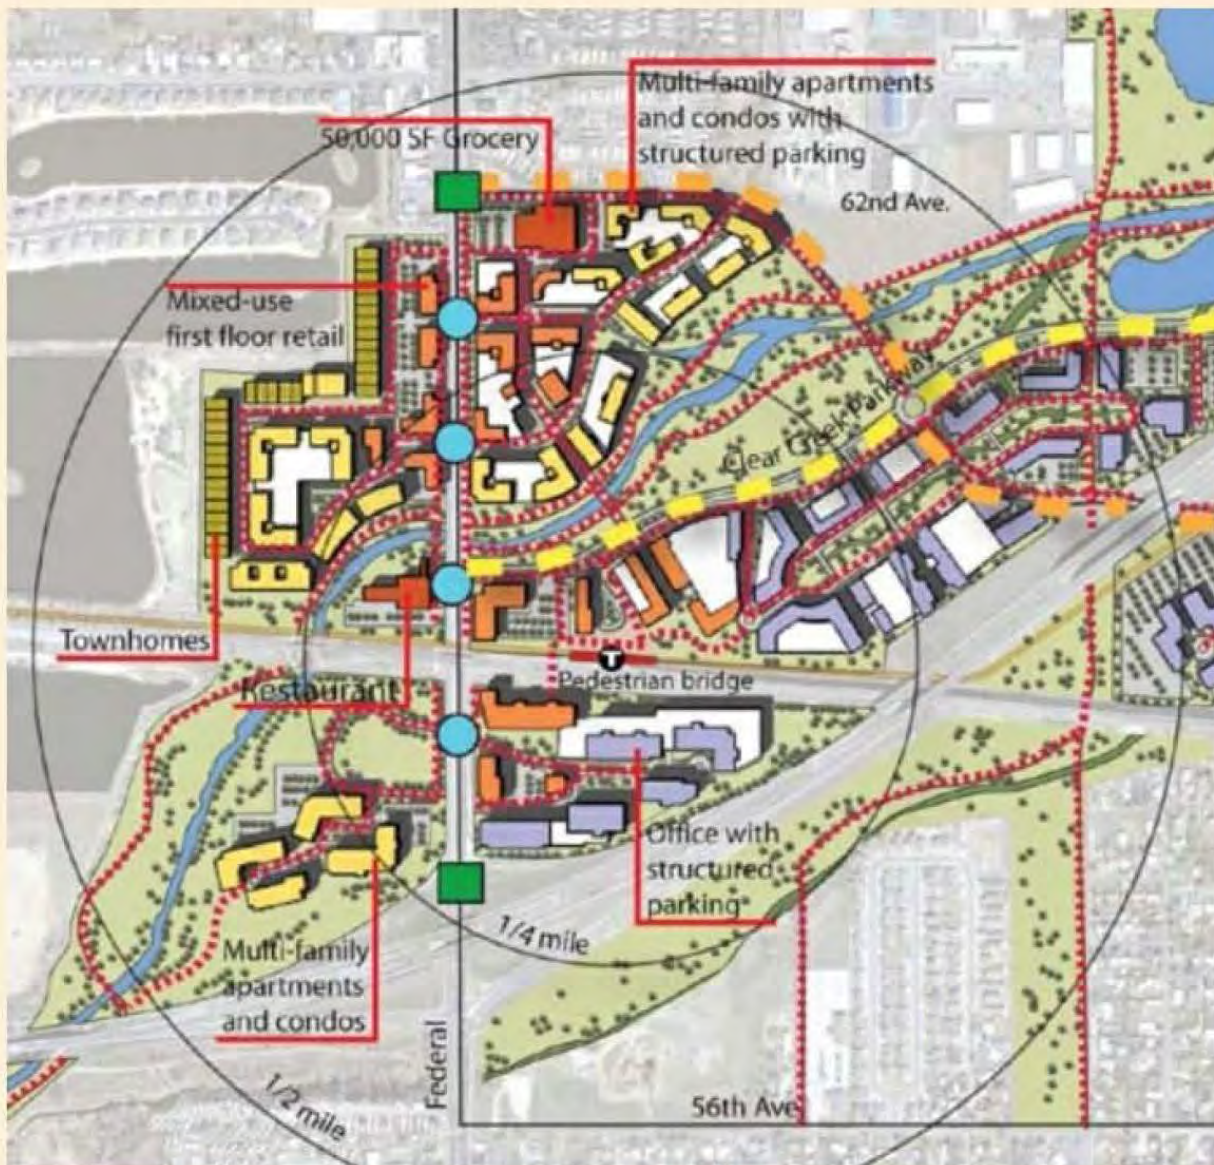 Multi-family apartments
and condos with
structured parking
50,000 SF Grocery
62nd Ave.
Mixed-use
first floor retail
Clear Creek Parkway
Townhomes
Restaurant
T
Pedestrian bridge
Office with
structured
parking
1/4 mile
Multi-family
apartments
and condos
Federal
1/2 mile
56th Ave